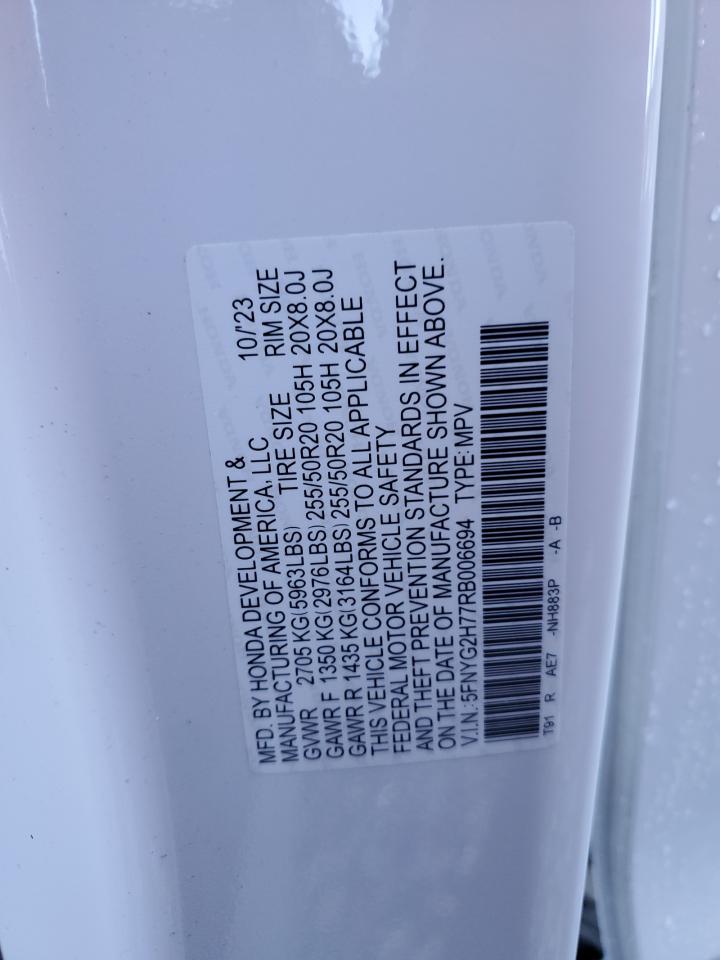 MFD. BY HONDA DEVELOPMENT &
MANUFACTURING OF AMERICA, LLC 10/'23
GVWR 2705 KG(5963LBS) TIRE SIZE RIM SIZE
GAWR F 1350 KG(2976LBS) 255/50R20 105H 20X8.0J
GAWR R 1435 KG(3164LBS) 255/50R20 105H 20X8.0J
THIS VEHICLE CONFORMS TO ALL APPLICABLE
FEDERAL MOTOR VEHICLE SAFETY
AND THEFT PREVENTION STANDARDS IN EFFECT
ON THE DATE OF MANUFACTURE SHOWN ABOVE.
V.I.N.:5FNYG2H77RB006694 TYPE:MPV
T91 R AE7 -NH883P -A -B